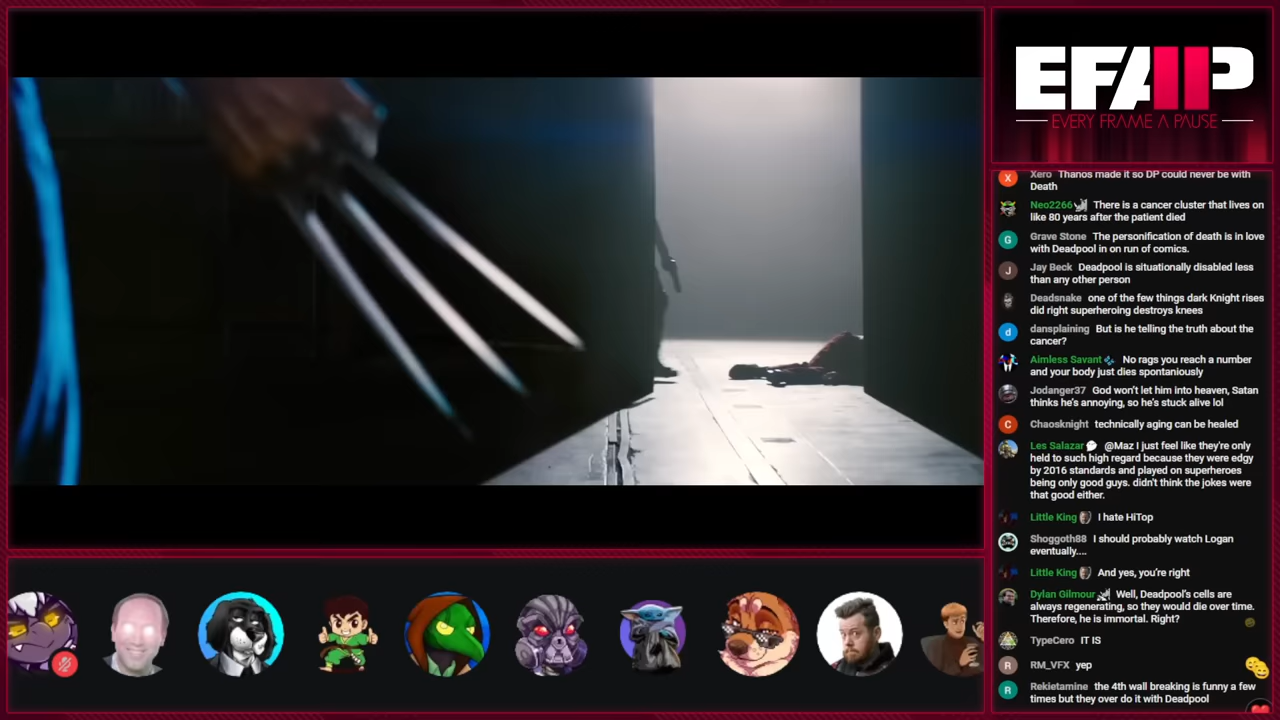 EFAP
EVERY FRAME A PAUSE
Xero Thanos made it so DP could never be with
Death
Neo2266 There is a cancer cluster that lives on
like 80 years after the patient died
Grave Stone The personification of death is in love
with Deadpool in on run of comics.
Jay Beck Deadpool is situationally disabled less
than any other person
Deadsnake one of the few things dark Knight rises
did right superheroing destroys knees
dansplaining But is he telling the truth about the
cancer?
Aimless Savant No rags you reach a number
and your body just dies spontaniously
Jodanger37 God won't let him into heaven, Satan
thinks he's annoying, so he's stuck alive lol
Chaosknight technically aging can be healed
Les Salazar @Maz I just feel like they're only
held to such high regard because they were edgy
by 2016 standards and played on superheroes
being only good guys. didn't think the jokes were
that good either.
Little King I hate HiTop
Shoggoth88 I should probably watch Logan
eventually....
Little King And yes, you're right
Dylan Gilmour Well, Deadpool's cells are
always regenerating, so they would die over time.
Therefore, he is immortal. Right?
TypeCero IT IS
RM_VFX yep
Rekietamine the 4th wall breaking is funny a few
times but they over do it with Deadpool
X
G
J
d
C
R
R